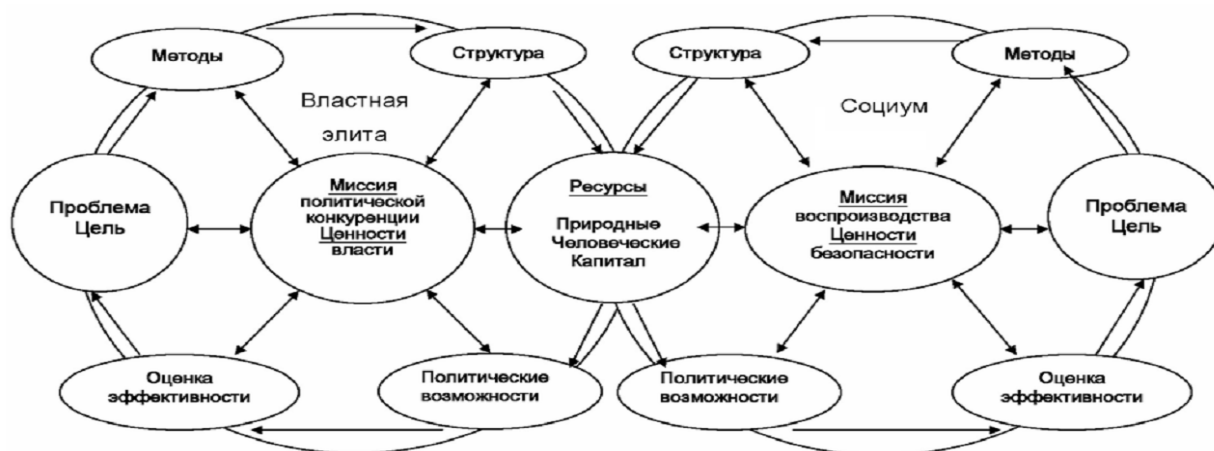 Методы
Структура
Структура
Методы
Властная
элита
Социум
Проблема
Цель
Миссия
политической
конкуренции
Ценности
власти
Ресурсы
Природные
Человеческие
Капитал
Миссия
воспроизводства
Ценности
безопасности
Проблема
Цель
Оценка
эффективности
Политические
возможности
Политические
возможности
Оценка
эффективности